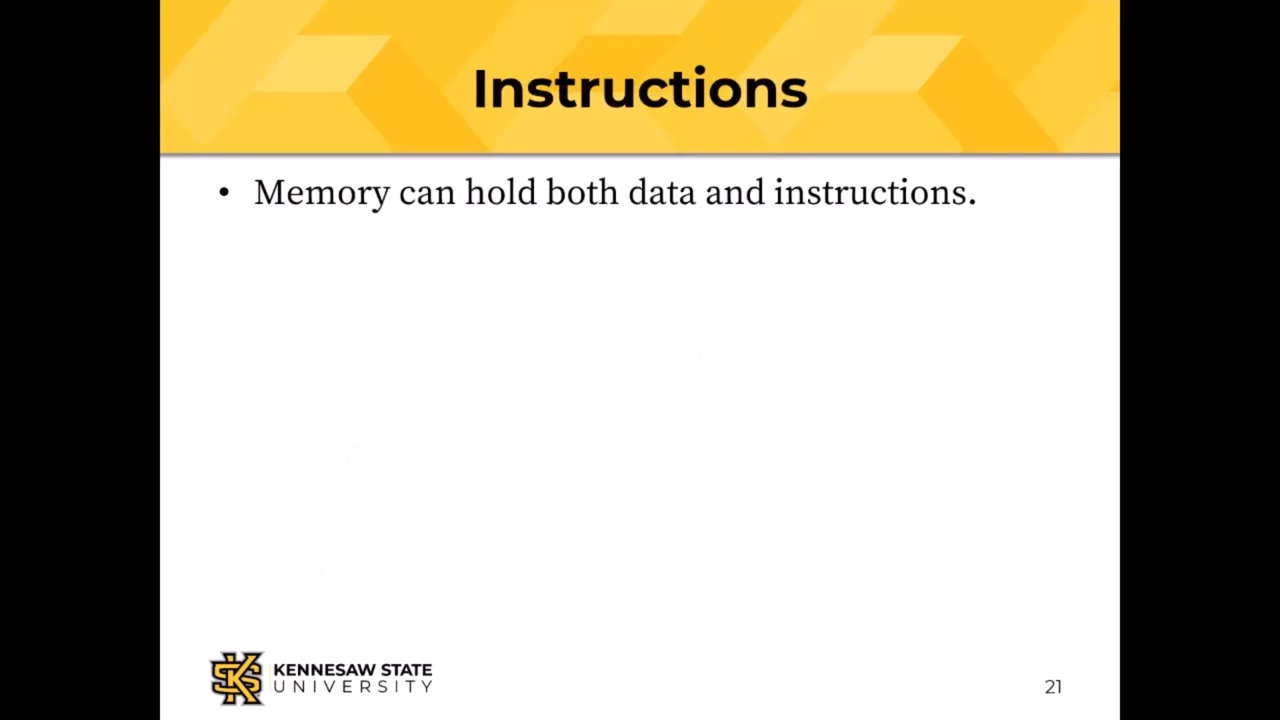 Instructions
• Memory can hold both data and instructions.
KENNESAW STATE
UNIVERSITY
21